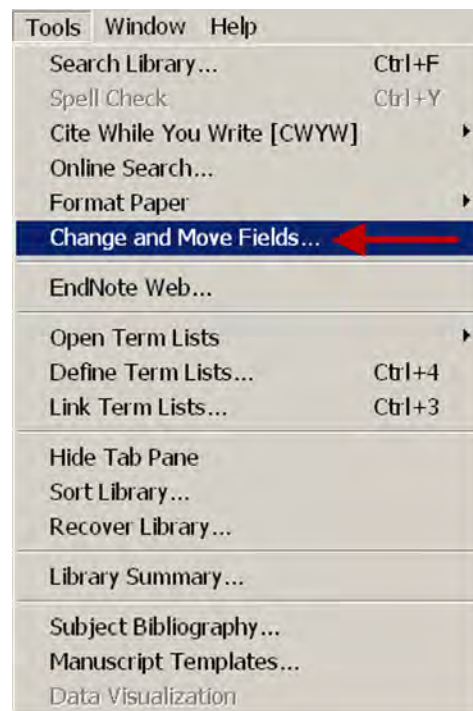 Tools Window Help
Search Library... Ctrl+F
Spell Check Ctrl+Y
Cite While You Write [CWYW]
Online Search...
Format Paper
Change and Move Fields...
EndNote Web...
Open Term Lists
Define Term Lists... Ctrl+4
Link Term Lists... Ctrl+3
Hide Tab Pane
Sort Library...
Recover Library...
Library Summary...
Subject Bibliography...
Manuscript Templates...
Data Visualization